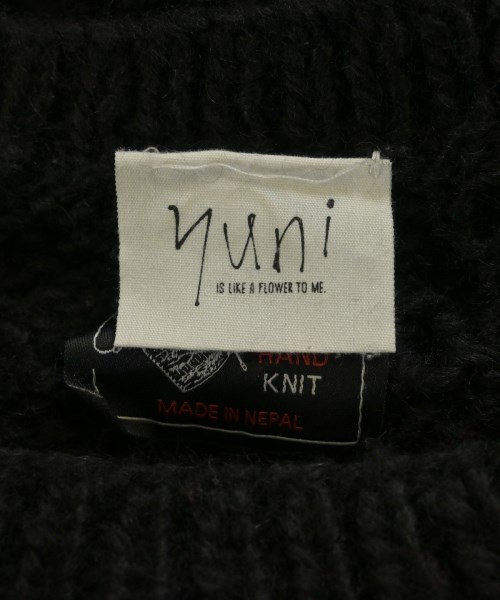 yuni
IS LIKE A FLOWER TO ME.
HAND
KNIT
MADE IN NEPAL